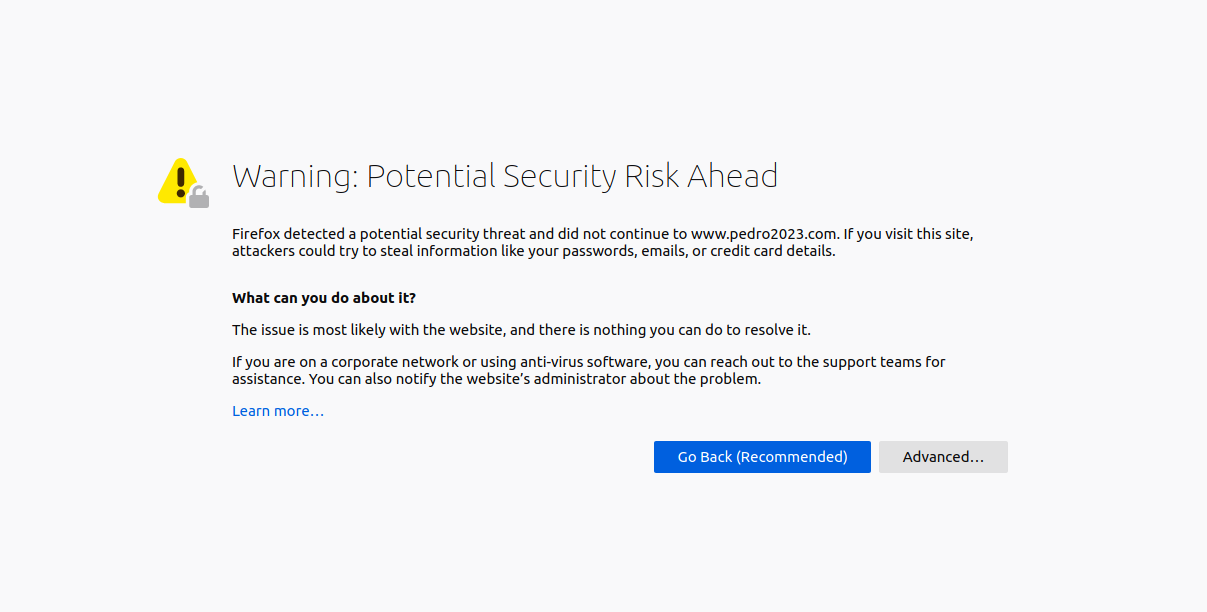 Warning: Potential Security Risk Ahead
Firefox detected a potential security threat and did not continue to www.pedro2023.com. If you visit this site,
attackers could try to steal information like your passwords, emails, or credit card details.
What can you do about it?
The issue is most likely with the website, and there is nothing you can do to resolve it.
If you are on a corporate network or using anti-virus software, you can reach out to the support teams for
assistance. You can also notify the website’s administrator about the problem.
Learn more…
Go Back (Recommended)
Advanced…